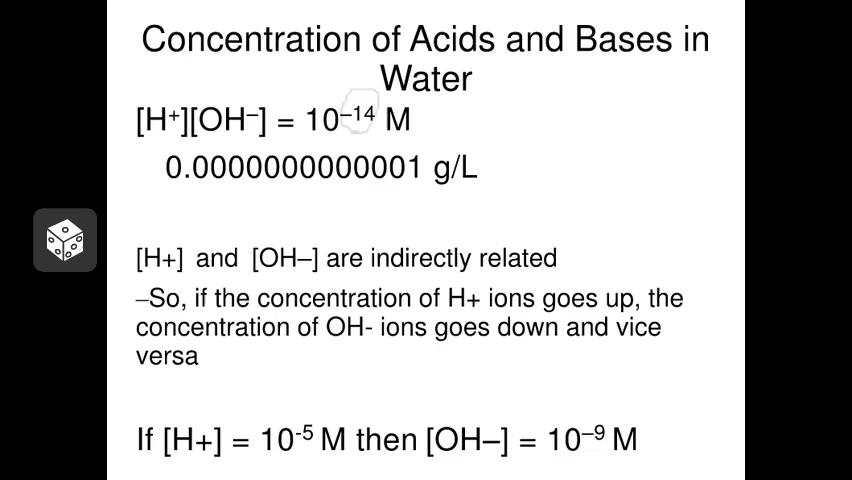 Concentration of Acids and Bases in
Water
[H⁺][OH⁻] = 10⁻¹⁴ M
0.0000000000001 g/L
[H+] and [OH–] are indirectly related
–So, if the concentration of H+ ions goes up, the
concentration of OH- ions goes down and vice
versa
If [H+] = 10⁻⁵ M then [OH–] = 10⁻⁹ M